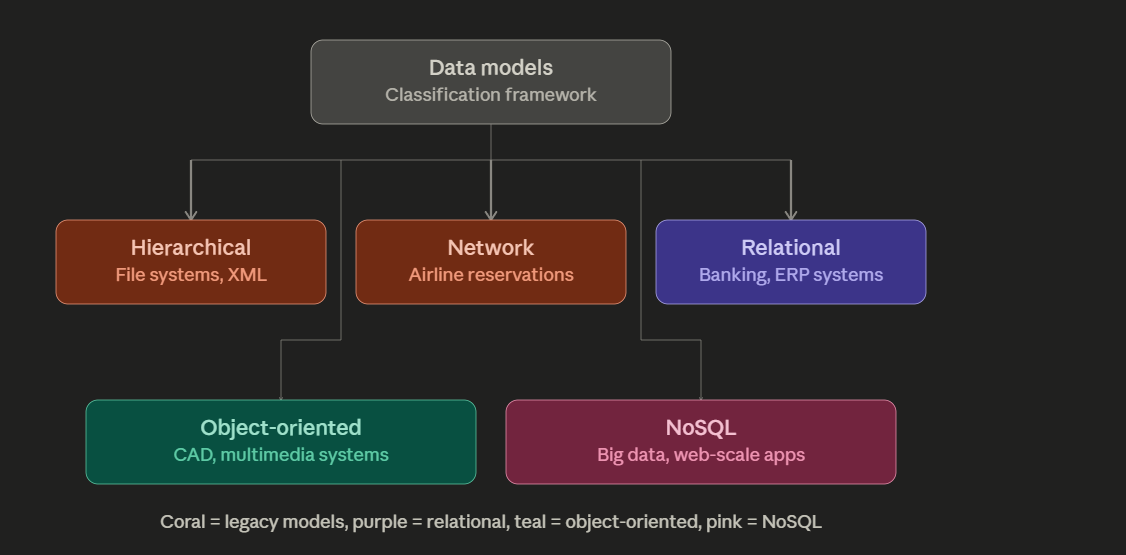 Data models
Classification framework
Hierarchical
File systems, XML
Network
Airline reservations
Relational
Banking, ERP systems
Object-oriented
CAD, multimedia systems
NoSQL
Big data, web-scale apps
Coral = legacy models, purple = relational, teal = object-oriented, pink = NoSQL